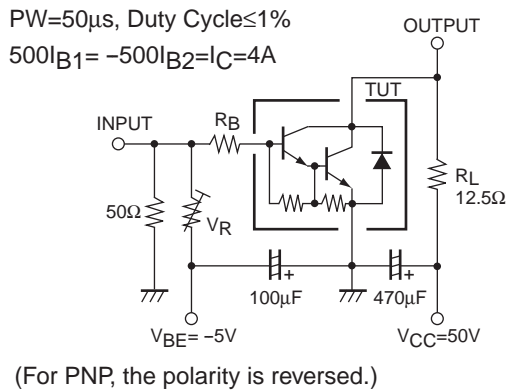 PW=50μs, Duty Cycle≤1%
500IB1= −500IB2=IC=4A
OUTPUT
TUT
INPUT
RB
RL
12.5Ω
50Ω
VR
100μF
470μF
+
+
VBE= −5V
VCC=50V
(For PNP, the polarity is reversed.)